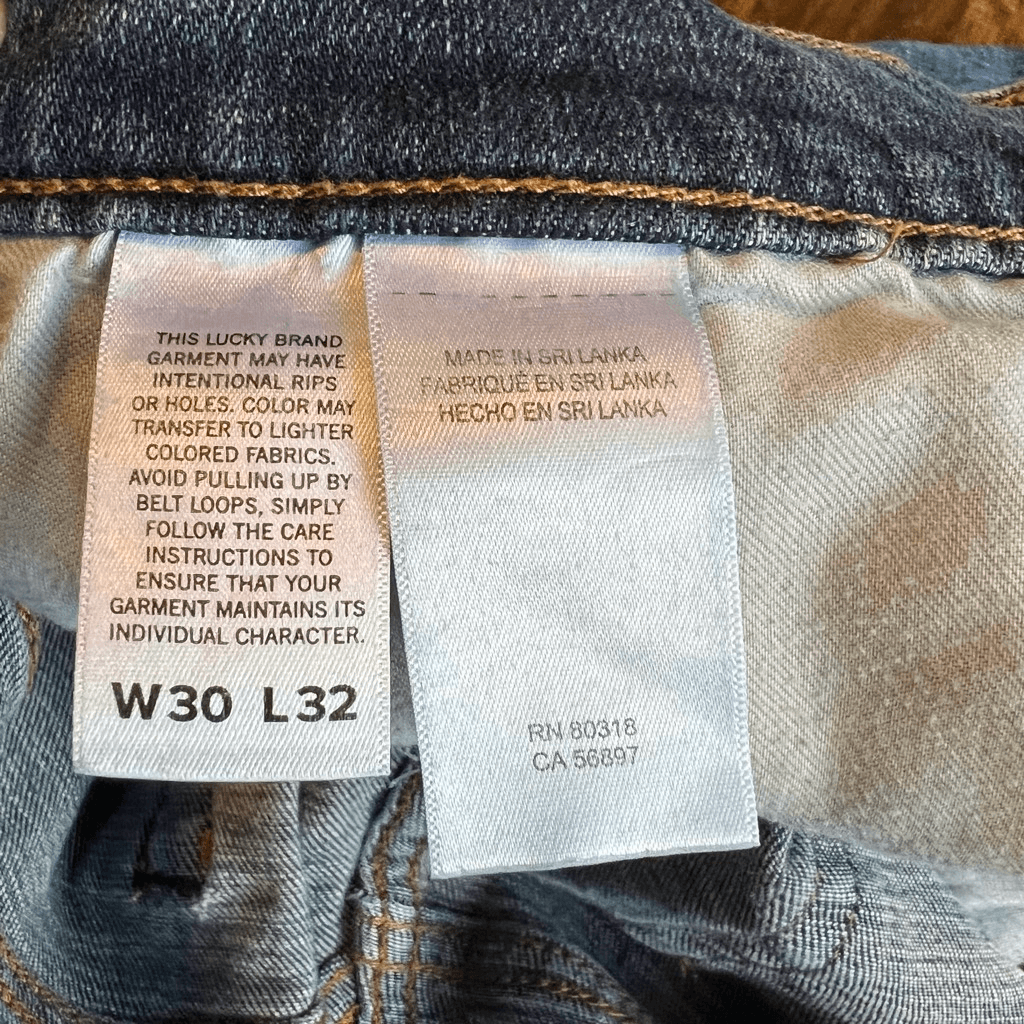 THIS LUCKY BRAND
GARMENT MAY HAVE
INTENTIONAL RIPS
OR HOLES. COLOR MAY
TRANSFER TO LIGHTER
COLORED FABRICS.
AVOID PULLING UP BY
BELT LOOPS, SIMPLY
FOLLOW THE CARE
INSTRUCTIONS TO
ENSURE THAT YOUR
GARMENT MAINTAINS ITS
INDIVIDUAL CHARACTER.
W30 L32
MADE IN SRI LANKA
FABRIQUÉ EN SRI LANKA
HECHO EN SRI LANKA
RN 80318
CA 56897